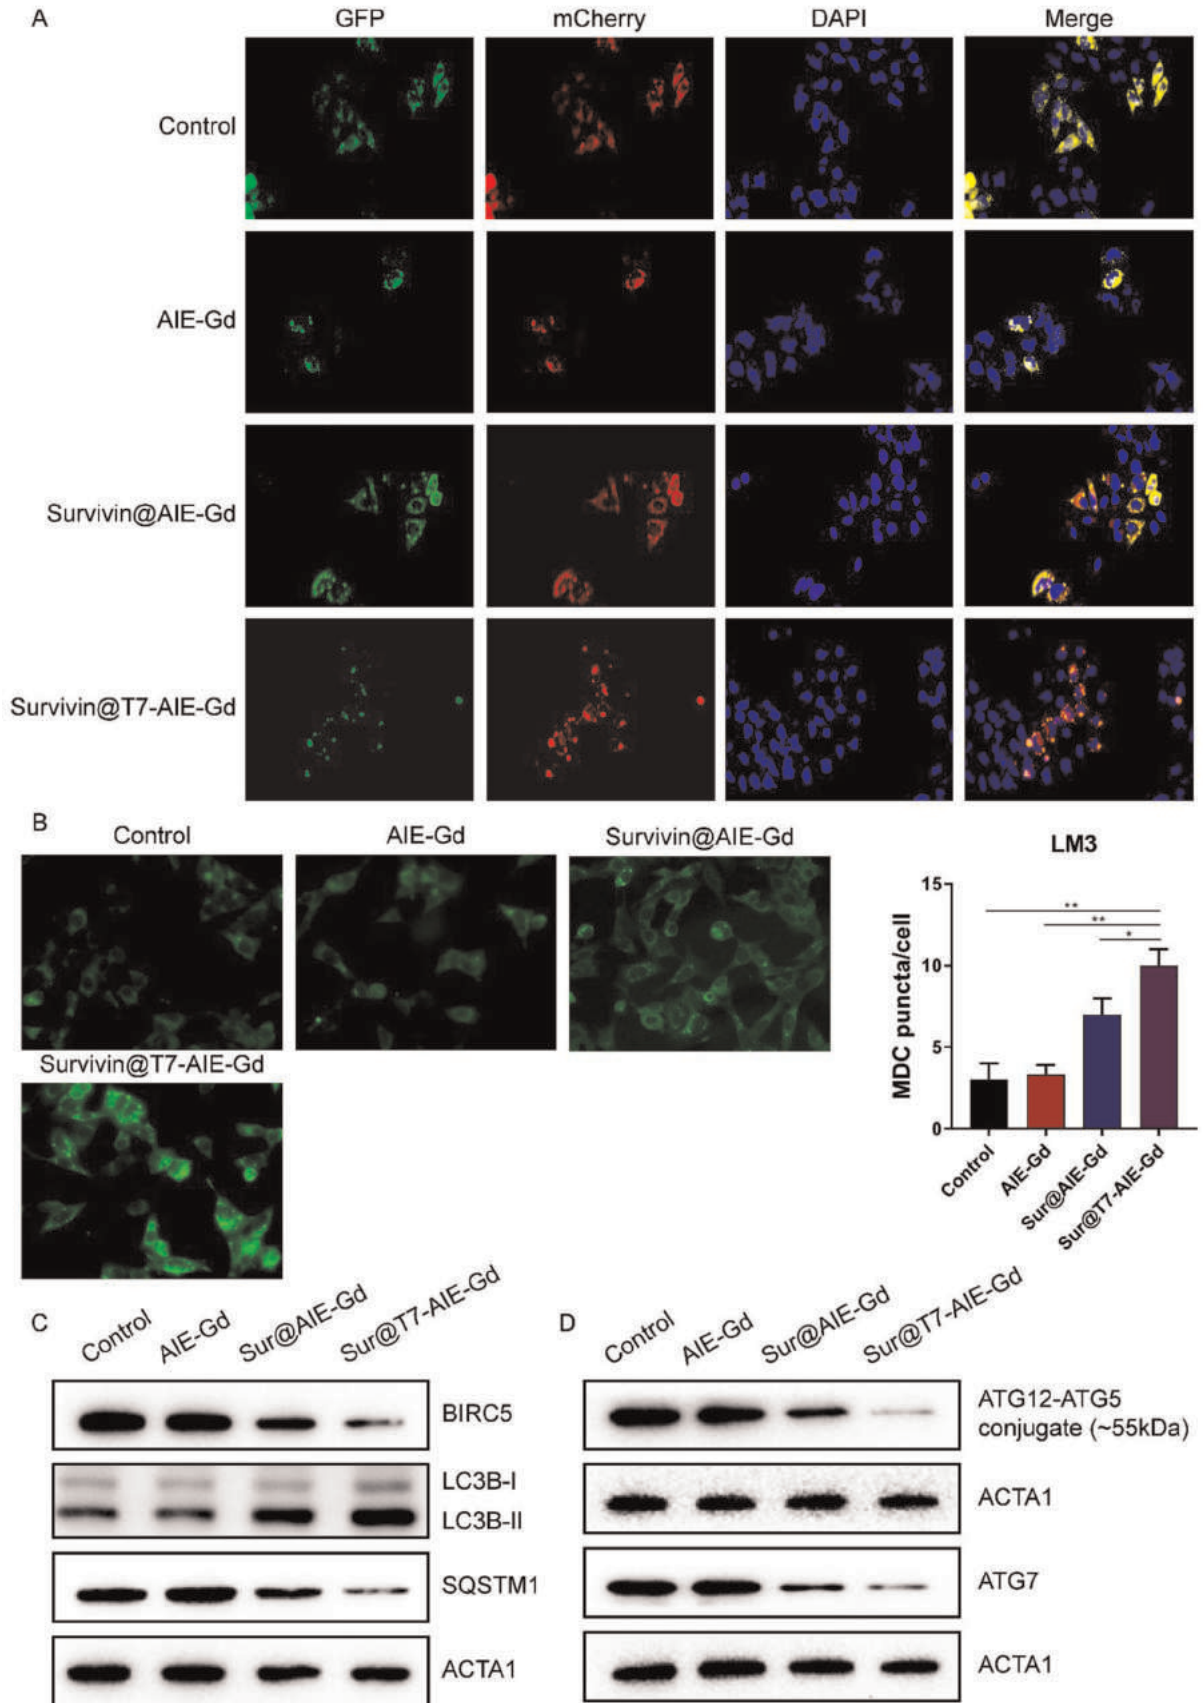 A
GFP
mCherry
DAPI
Merge
Control
AIE-Gd
Survivin@AIE-Gd
Survivin@T7-AIE-Gd
B
Control
AIE-Gd
Survivin@AIE-Gd
Survivin@T7-AIE-Gd
LM3
MDC puncta/cell
15
10
5
0
**
**
*
Control
AIE-Gd
Sur@AIE-Gd
Sur@T7-AIE-Gd
C
Control
AIE-Gd
Sur@AIE-Gd
Sur@T7-AIE-Gd
BIRC5
LC3B-I
LC3B-II
SQSTM1
ACTA1
D
Control
AIE-Gd
Sur@AIE-Gd
Sur@T7-AIE-Gd
ATG12-ATG5
conjugate (~55kDa)
ACTA1
ATG7
ACTA1